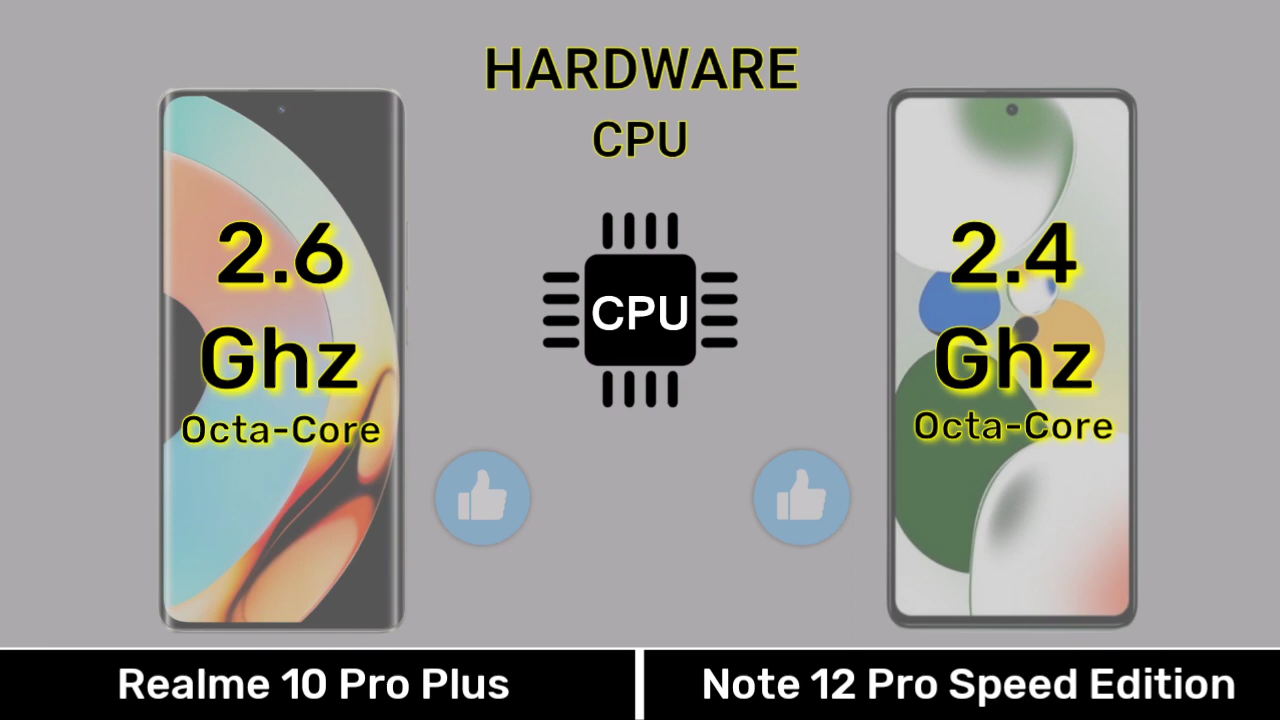 HARDWARE
CPU
2.6
Ghz
Octa-Core
CPU
2.4
Ghz
Octa-Core
Realme 10 Pro Plus
Note 12 Pro Speed Edition